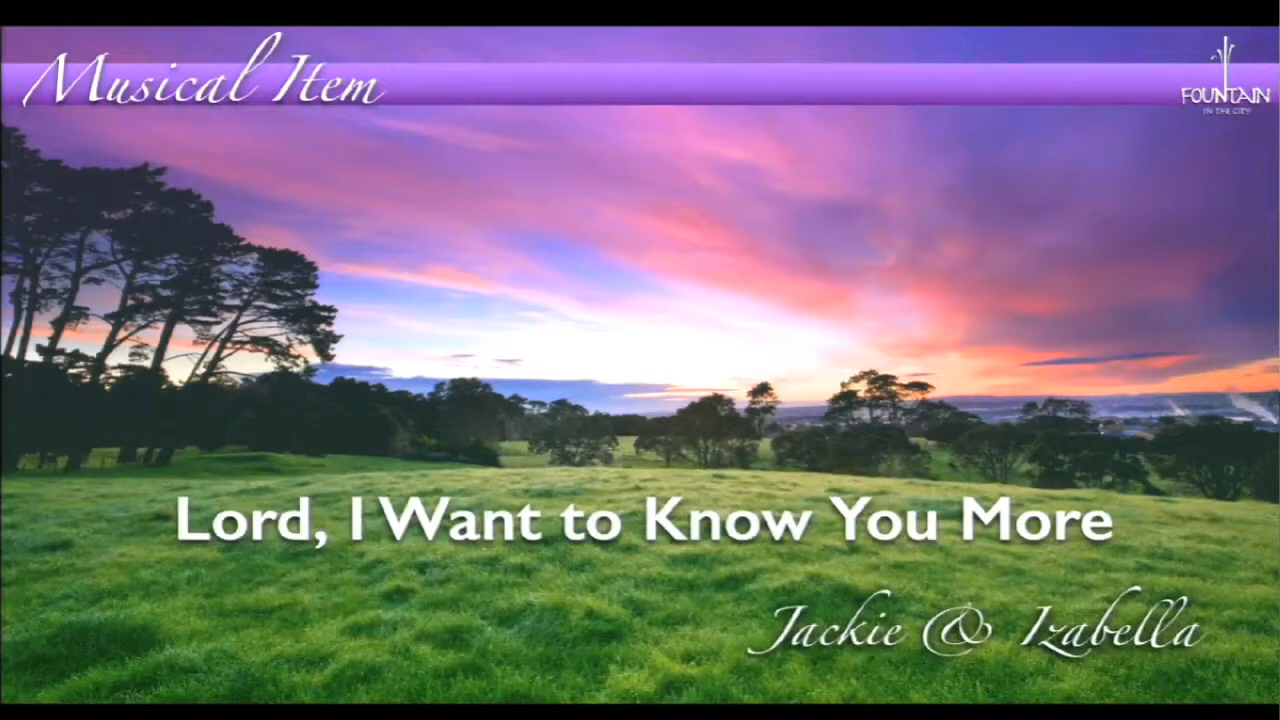 Musical Item
FOUNTAIN
IN THE CITY
Lord, I Want to Know You More
Jackie & Izabella